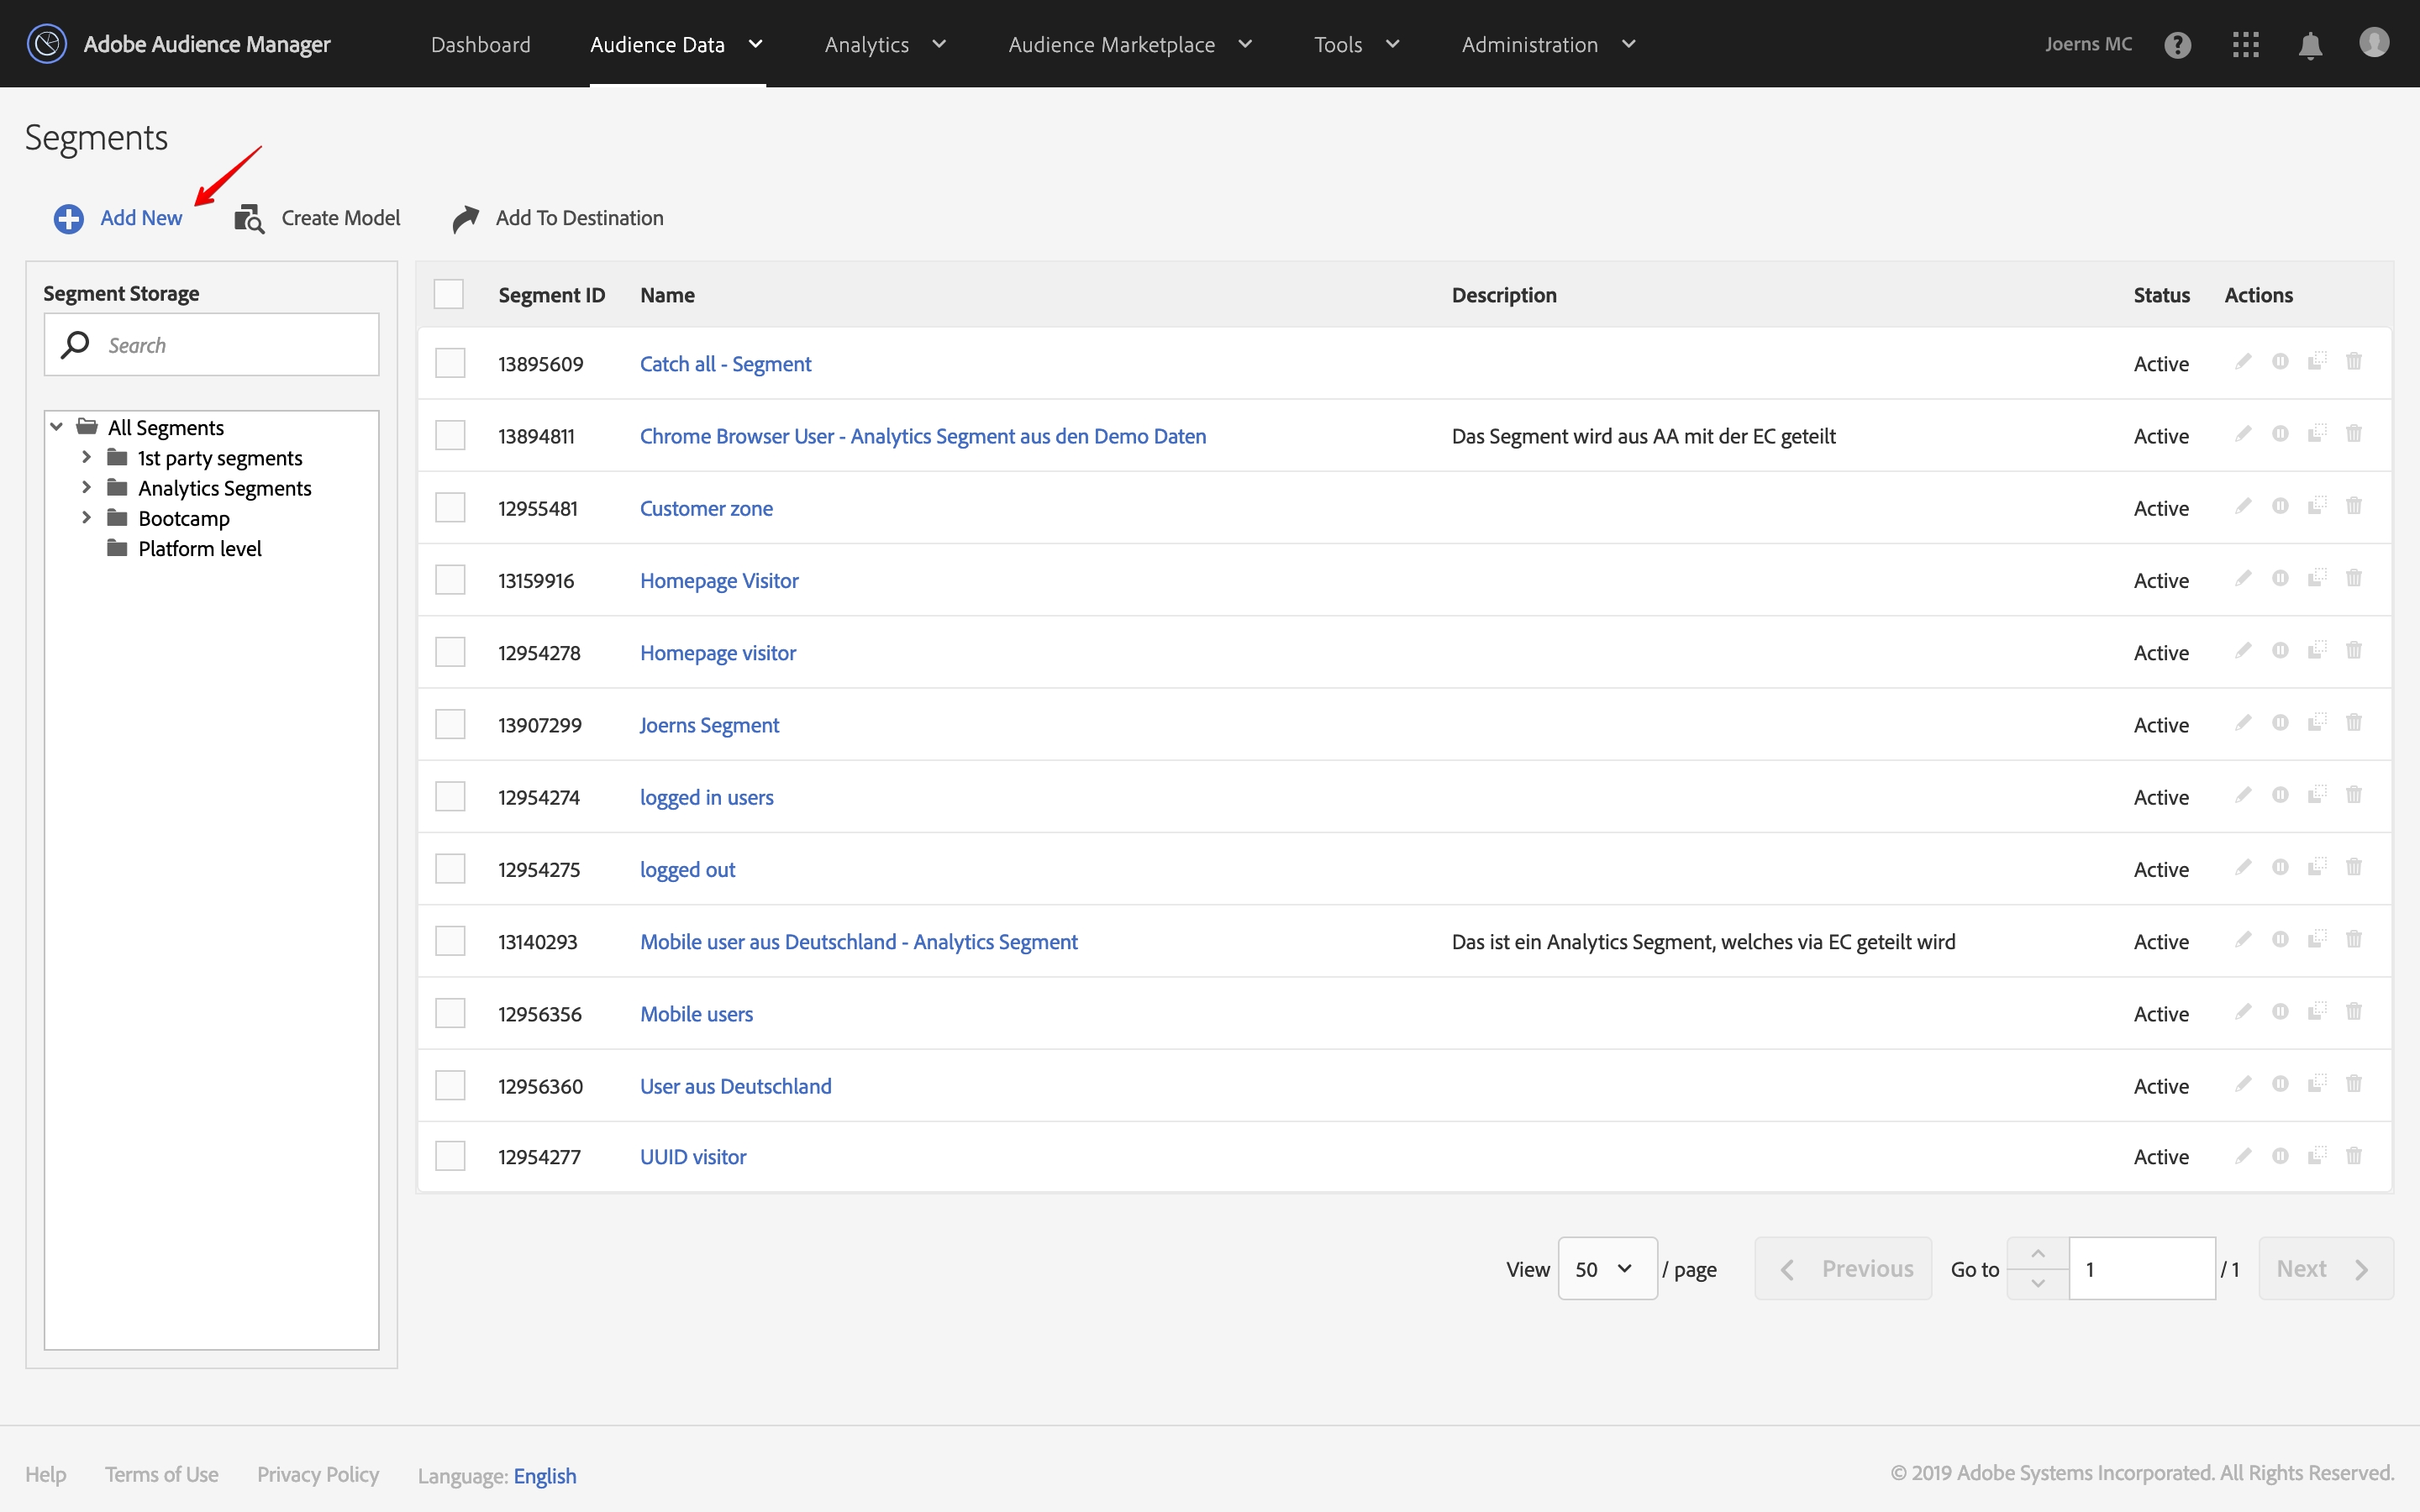 Adobe Audience Manager Dashboard Audience Data Analytics Audience Marketplace Tools Administration Joerns MC
Segments
Add New Create Model Add To Destination
Segment Storage
Search
All Segments
1st party segments
Analytics Segments
Bootcamp
Platform level
Segment ID Name Description Status Actions
13895609 Catch all - Segment Active
13894811 Chrome Browser User - Analytics Segment aus den Demo Daten Das Segment wird aus AA mit der EC geteilt Active
12955481 Customer zone Active
13159916 Homepage Visitor Active
12954278 Homepage visitor Active
13907299 Joerns Segment Active
12954274 logged in users Active
12954275 logged out Active
13140293 Mobile user aus Deutschland - Analytics Segment Das ist ein Analytics Segment, welches via EC geteilt wird Active
12956356 Mobile users Active
12956360 User aus Deutschland Active
12954277 UUID visitor Active
View 50 / page Previous Go to 1 / 1 Next
Help Terms of Use Privacy Policy Language: English © 2019 Adobe Systems Incorporated. All Rights Reserved.